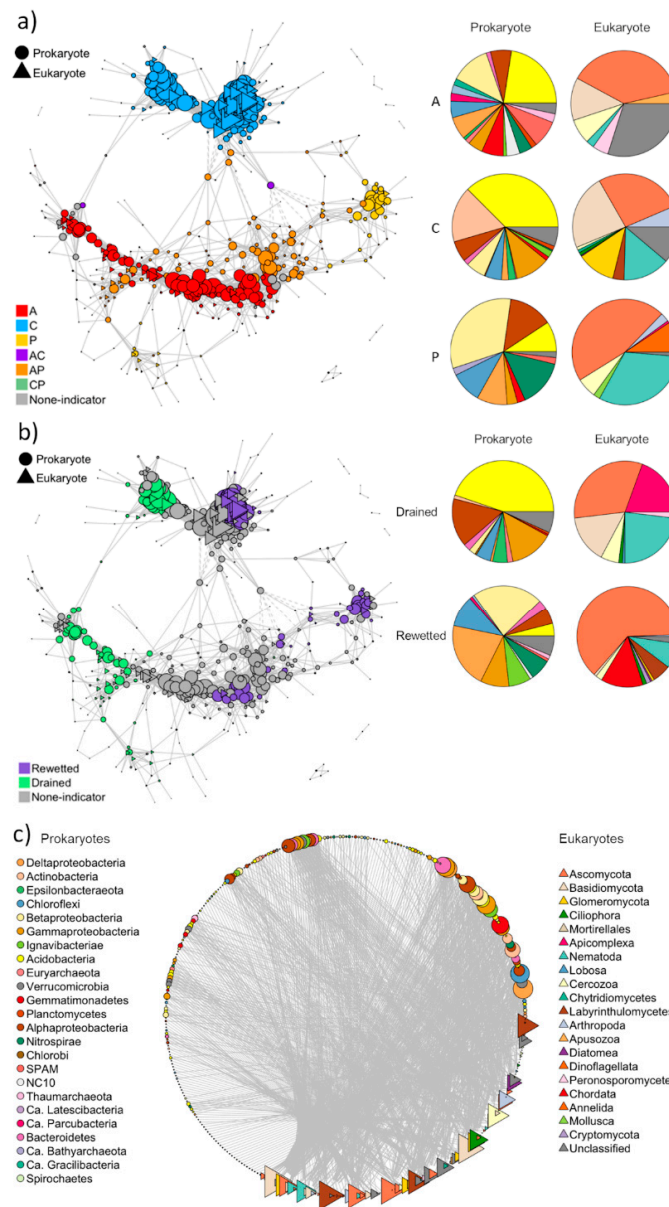 a)
Prokaryote
Eukaryote
Prokaryote
Eukaryote
A
C
P
A
C
P
AC
AP
CP
None-indicator
b)
Prokaryote
Eukaryote
Prokaryote
Eukaryote
Drained
Rewetted
Rewetted
Drained
None-indicator
c)
Prokaryotes
Deltaproteobacteria
Actinobacteria
Epsilonbacteraeota
Chloroflexi
Betaproteobacteria
Gammaproteobacteria
Ignavibacteriae
Acidobacteria
Euryarchaeota
Verrucomicrobia
Gemmatimonadetes
Planctomycetes
Alphaproteobacteria
Nitrospirae
Chlorobi
SPAM
NC10
Thaumarchaeota
Ca. Latescibacteria
Ca. Parcubacteria
Bacteroidetes
Ca. Bathyarchaeota
Ca. Gracilibacteria
Spirochaetes
Eukaryotes
Ascomycota
Basidiomycota
Glomeromycota
Ciliophora
Mortirellales
Apicomplexa
Nematoda
Lobosa
Cercozoa
Chytridiomycetes
Labyrinthulomycetes
Arthropoda
Apusozoa
Diatomea
Dinoflagellata
Peronosporomycetes
Chordata
Annelida
Mollusca
Cryptomycota
Unclassified